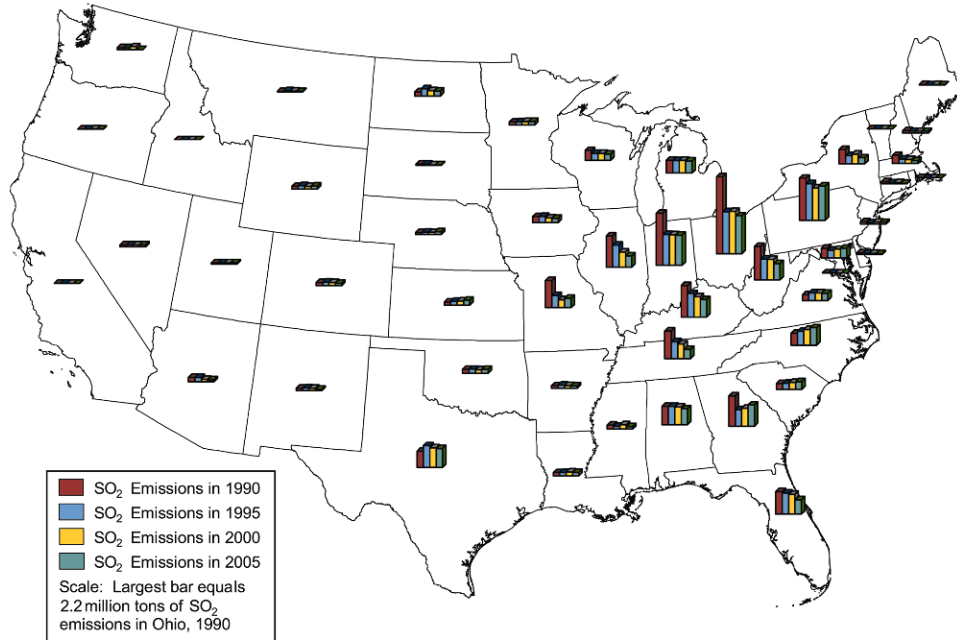 SO₂ Emissions in 1990
SO₂ Emissions in 1995
SO₂ Emissions in 2000
SO₂ Emissions in 2005
Scale: Largest bar equals
2.2 million tons of SO₂
emissions in Ohio, 1990